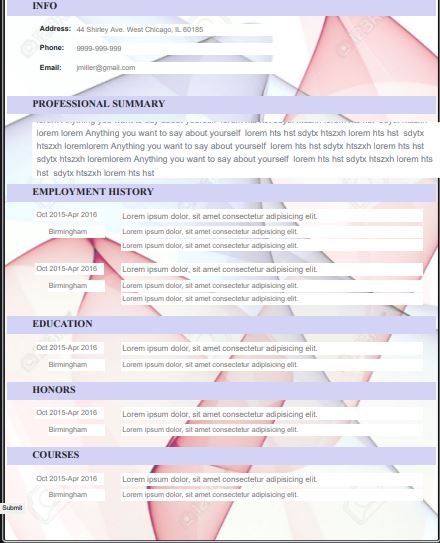 INFO
Address: 44 Shirley Ave. West Chicago, IL 60185
Phone: 9999-999-999
Email: jmiller@gmail.com
PROFESSIONAL SUMMARY
lorem lorem Anything you want to say about yourself lorem hts hst sdytx htszxh lorem hts hst sdytx hts
htszxh loremlorem Anything you want to say about yourself lorem hts hst sdytx htszxh lorem hts hst
sdytx htszxh loremlorem Anything you want to say about yourself lorem hts hst sdytx htszxh lorem hts
hst sdytx htszxh lorem hts hst
EMPLOYMENT HISTORY
Oct 2015-Apr 2016 Lorem ipsum dolor, sit amet consectetur adipisicing elit.
Birmingham Lorem ipsum dolor, sit amet consectetur adipisicing elit.
Lorem ipsum dolor, sit amet consectetur adipisicing elit.
Oct 2015-Apr 2016 Lorem ipsum dolor, sit amet consectetur adipisicing elit.
Birmingham Lorem ipsum dolor, sit amet consectetur adipisicing elit.
Lorem ipsum dolor, sit amet consectetur adipisicing elit.
EDUCATION
Oct 2015-Apr 2016 Lorem ipsum dolor, sit amet consectetur adipisicing elit.
Birmingham Lorem ipsum dolor, sit amet consectetur adipisicing elit.
HONORS
Oct 2015-Apr 2016 Lorem ipsum dolor, sit amet consectetur adipisicing elit.
Birmingham Lorem ipsum dolor, sit amet consectetur adipisicing elit.
COURSES
Oct 2015-Apr 2016 Lorem ipsum dolor, sit amet consectetur adipisicing elit.
Birmingham Lorem ipsum dolor, sit amet consectetur adipisicing elit.
Submit